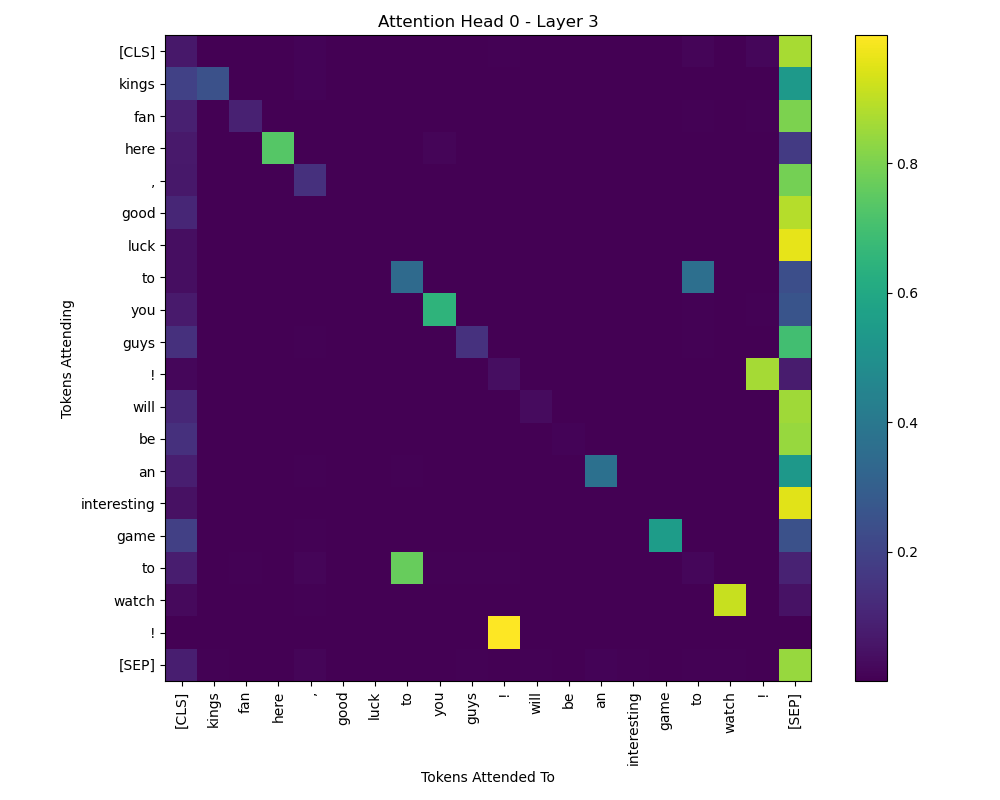 Attention Head 0 - Layer 3
Tokens Attending
[CLS]
kings
fan
here
,
good
luck
to
you
guys
!
will
be
an
interesting
game
to
watch
!
[SEP]
[CLS]
kings
fan
here
,
good
luck
to
you
guys
!
will
be
an
interesting
game
to
watch
!
[SEP]
Tokens Attended To
0.8
0.6
0.4
0.2